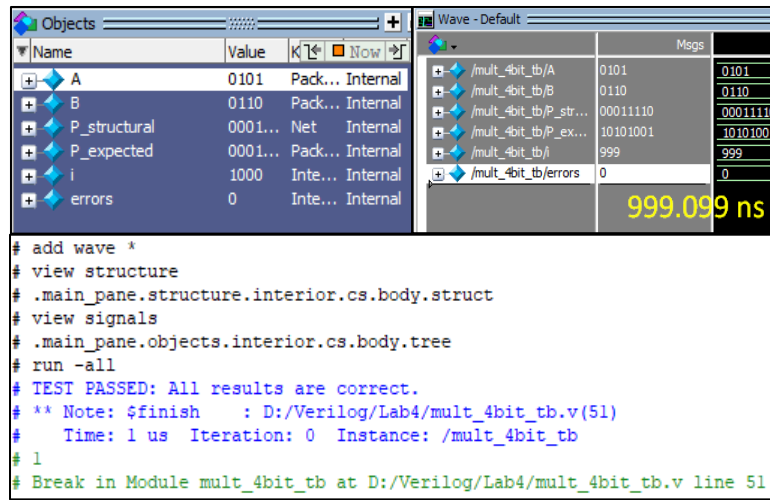 Objects
Name Value K Now
A 0101 Pack... Internal
B 0110 Pack... Internal
P_structural 0001... Net Internal
P_expected 0001... Pack... Internal
i 1000 Inte... Internal
errors 0 Inte... Internal
Wave - Default
Msgs
/mult_4bit_tb/A 0101 0101
/mult_4bit_tb/B 0110 0110
/mult_4bit_tb/P_str... 00011110 00011110
/mult_4bit_tb/P_ex... 10101001 1010100
/mult_4bit_tb/i 999 999
/mult_4bit_tb/errors 0 0
999.099 ns
# add wave *
# view structure
# .main_pane.structure.interior.cs.body.struct
# view signals
# .main_pane.objects.interior.cs.body.tree
# run -all
# TEST PASSED: All results are correct.
# ** Note: $finish : D:/Verilog/Lab4/mult_4bit_tb.v(51)
# Time: 1 us Iteration: 0 Instance: /mult_4bit_tb
# 1
# Break in Module mult_4bit_tb at D:/Verilog/Lab4/mult_4bit_tb.v line 51